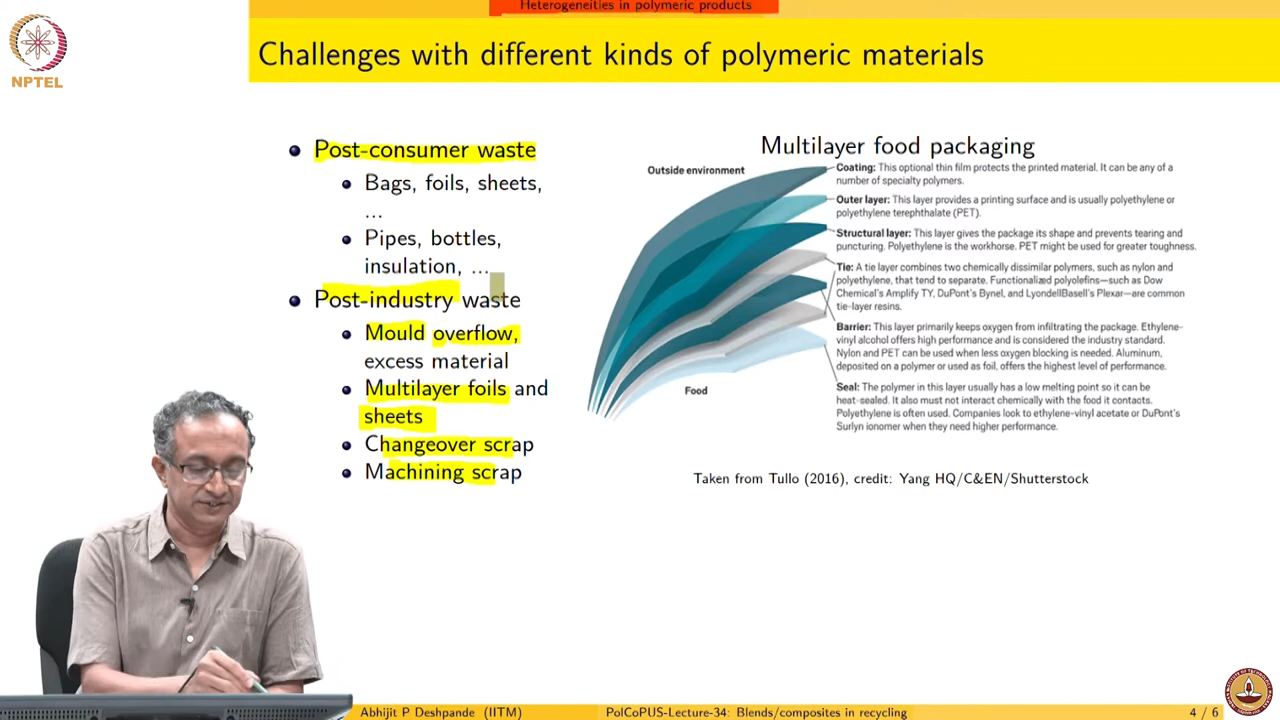 Heterogeneities in polymeric products
NPTEL
Challenges with different kinds of polymeric materials
Post-consumer waste
Bags, foils, sheets,
...
Pipes, bottles,
insulation, ...
Post-industry waste
Mould overflow,
excess material
Multilayer foils and
sheets
Changeover scrap
Machining scrap
Multilayer food packaging
Outside environment
Food
Coating: This optional thin film protects the printed material. It can be any of a
number of specialty polymers.
Outer layer: This layer provides a printing surface and is usually polyethylene or
polyethylene terephthalate (PET).
Structural layer: This layer gives the package its shape and prevents tearing and
puncturing. Polyethylene is the workhorse. PET might be used for greater toughness.
Tie: A tie layer combines two chemically dissimilar polymers, such as nylon and
polyethylene, that tend to separate. Functionalized polyolefins—such as Dow
Chemical's Amplify TY, DuPont's Bynel, and LyondellBasell's Plexar—are common
tie-layer resins.
Barrier: This layer primarily keeps oxygen from infiltrating the package. Ethylene-
vinyl alcohol offers high performance and is considered the industry standard.
Nylon and PET can be used when less oxygen blocking is needed. Aluminum,
deposited on a polymer or used as foil, offers the highest level of performance.
Seal: The polymer in this layer usually has a low melting point so it can be
heat-sealed. It also must not interact chemically with the food it contacts.
Polyethylene is often used. Companies look to ethylene-vinyl acetate or DuPont's
Surlyn ionomer when they need higher performance.
Taken from Tullo (2016), credit: Yang HQ/C&EN/Shutterstock
Abhijit P Deshpande (IITM)
PolCoPUS-Lecture-34: Blends/composites in recycling
4 / 6